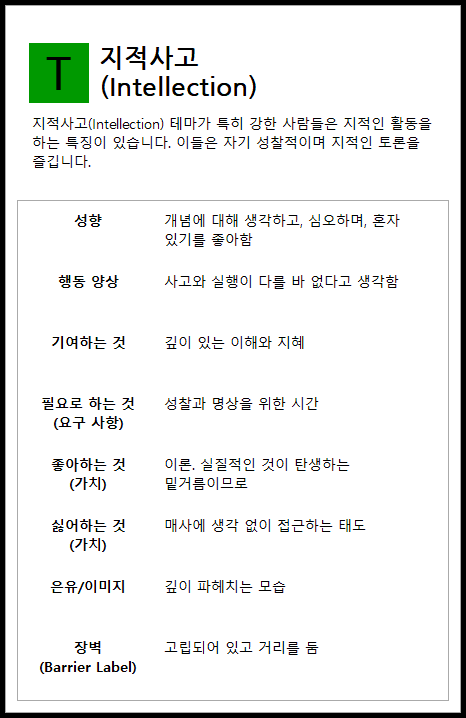 T
지적사고
(Intellection)
지적사고(Intellection) 테마가 특히 강한 사람들은 지적인 활동을
하는 특징이 있습니다. 이들은 자기 성찰적이며 지적인 토론을
즐깁니다.
성향
개념에 대해 생각하고, 심오하며, 혼자
있기를 좋아함
행동 양상
사고와 실행이 다를 바 없다고 생각함
기여하는 것
깊이 있는 이해와 지혜
필요로 하는 것
(요구 사항)
성찰과 명상을 위한 시간
좋아하는 것
(가치)
이론. 실질적인 것이 탄생하는
밑거름이므로
싫어하는 것
(가치)
매사에 생각 없이 접근하는 태도
은유/이미지
깊이 파헤치는 모습
장벽
(Barrier Label)
고립되어 있고 거리를 둠